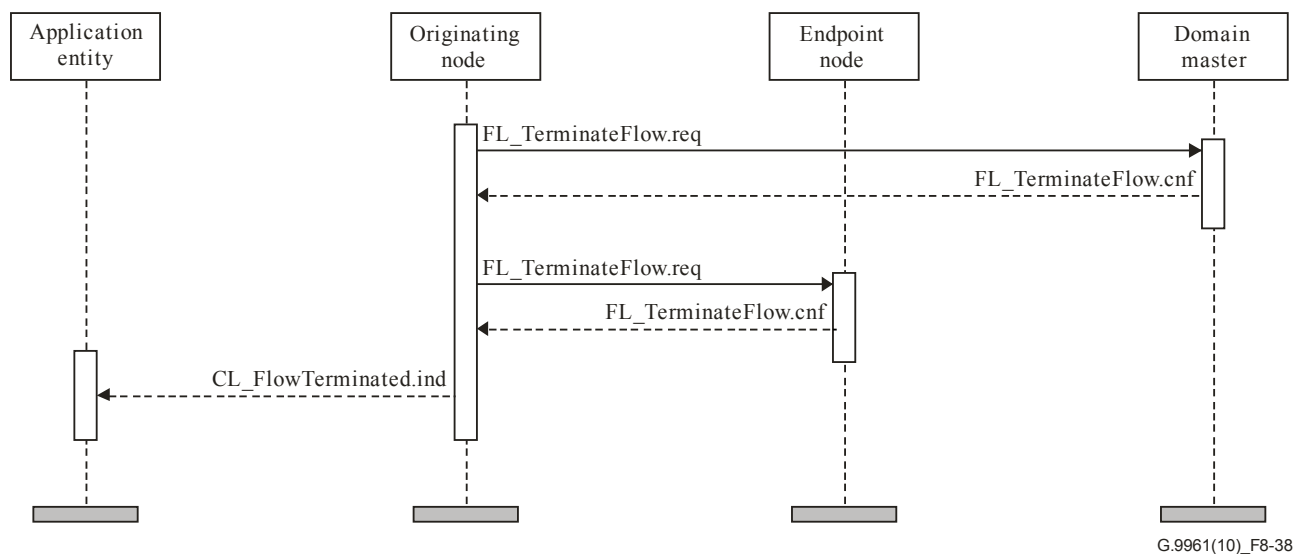 Application
entity
Originating
node
Endpoint
node
Domain
master
FL_TerminateFlow.req
FL_TerminateFlow.cnf
FL_TerminateFlow.req
FL_TerminateFlow.cnf
CL_FlowTerminated.ind
G.9961(10)_F8-38